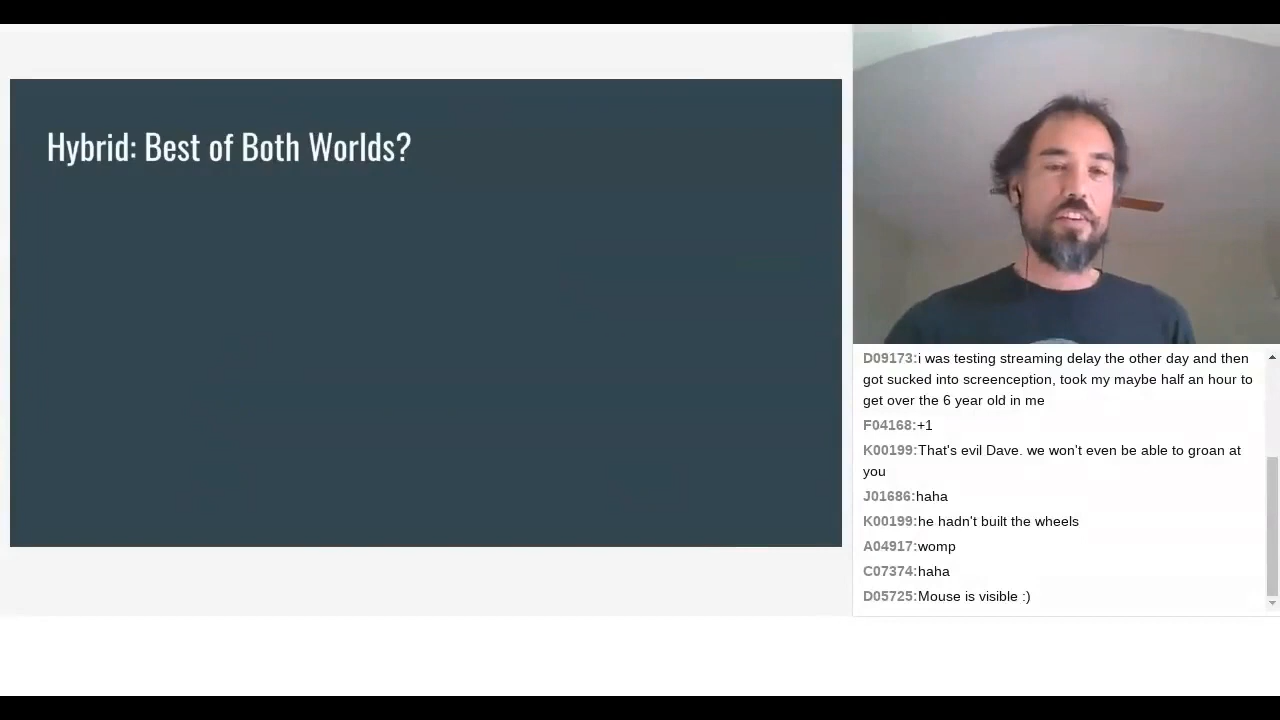 Hybrid: Best of Both Worlds?
D09173:i was testing streaming delay the other day and then
got sucked into screenception, took my maybe half an hour to
get over the 6 year old in me
F04168:+1
K00199:That's evil Dave. we won't even be able to groan at
you
J01686:haha
K00199:he hadn't built the wheels
A04917:womp
C07374:haha
D05725:Mouse is visible :)